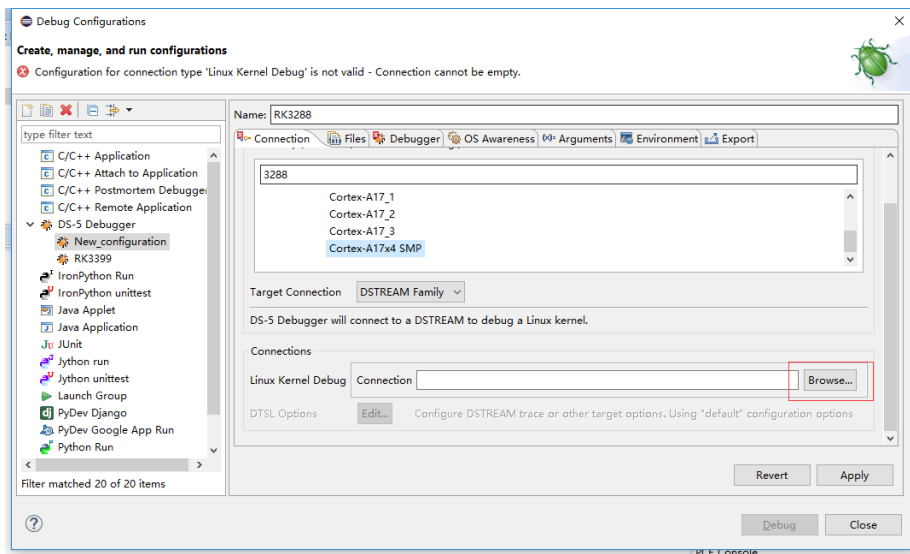 Debug Configurations
Create, manage, and run configurations
Configuration for connection type 'Linux Kernel Debug' is not valid - Connection cannot be empty.
type filter text
C/C++ Application
C/C++ Attach to Application
C/C++ Postmortem Debugger
C/C++ Remote Application
DS-5 Debugger
New_configuration
RK3399
IronPython Run
IronPython unittest
Java Applet
Java Application
Ju JUnit
Jython run
Jython unittest
Launch Group
dj PyDev Django
PyDev Google App Run
Python Run
Filter matched 20 of 20 items
Name: RK3288
Connection Files Debugger OS Awareness Arguments Environment Export
3288
Cortex-A17_1
Cortex-A17_2
Cortex-A17_3
Cortex-A17x4 SMP
Target Connection DSTREAM Family
DS-5 Debugger will connect to a DSTREAM to debug a Linux kernel.
Connections
Linux Kernel Debug Connection Browse...
DTSL Options Edit... Configure DSTREAM trace or other target options. Using "default" configuration options
Revert Apply
? Debug Close